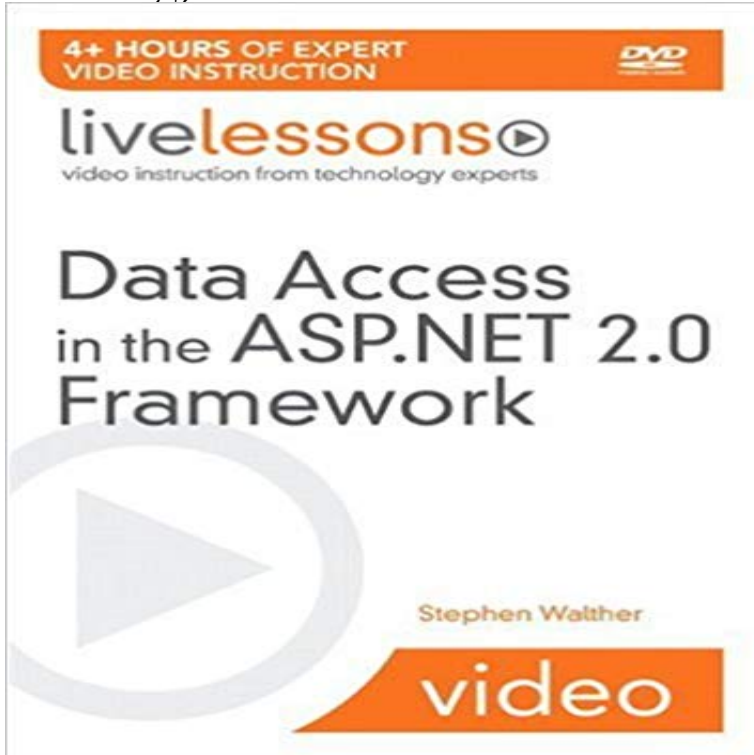 4+ HOURS OF EXPERT
VIDEO INSTRUCTION
DVD
livelessons
video instruction from technology experts
Data Access
in the ASP.NET 2.0
Framework
Stephen Walther
video